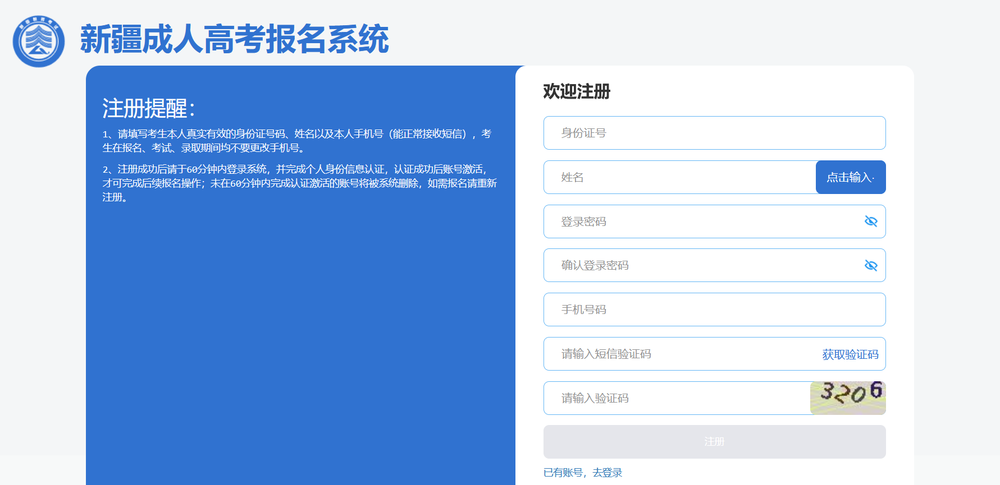 新疆教育考试
新疆成人高考报名系统
注册提醒：
1、请填写考生本人真实有效的身份证号码、姓名以及本人手机号（能正常接收短信），考
生在报名、考试、录取期间均不要更改手机号。
2、注册成功后请于60分钟内登录系统，并完成个人身份信息认证，认证成功后账号激活，
才可完成后续报名操作；未在60分钟内完成认证激活的账号将被系统删除，如需报名请重新
注册。
欢迎注册
身份证号
姓名
点击输入·
登录密码
确认登录密码
手机号码
请输入短信验证码
获取验证码
请输入验证码
3206
注册
已有账号，去登录